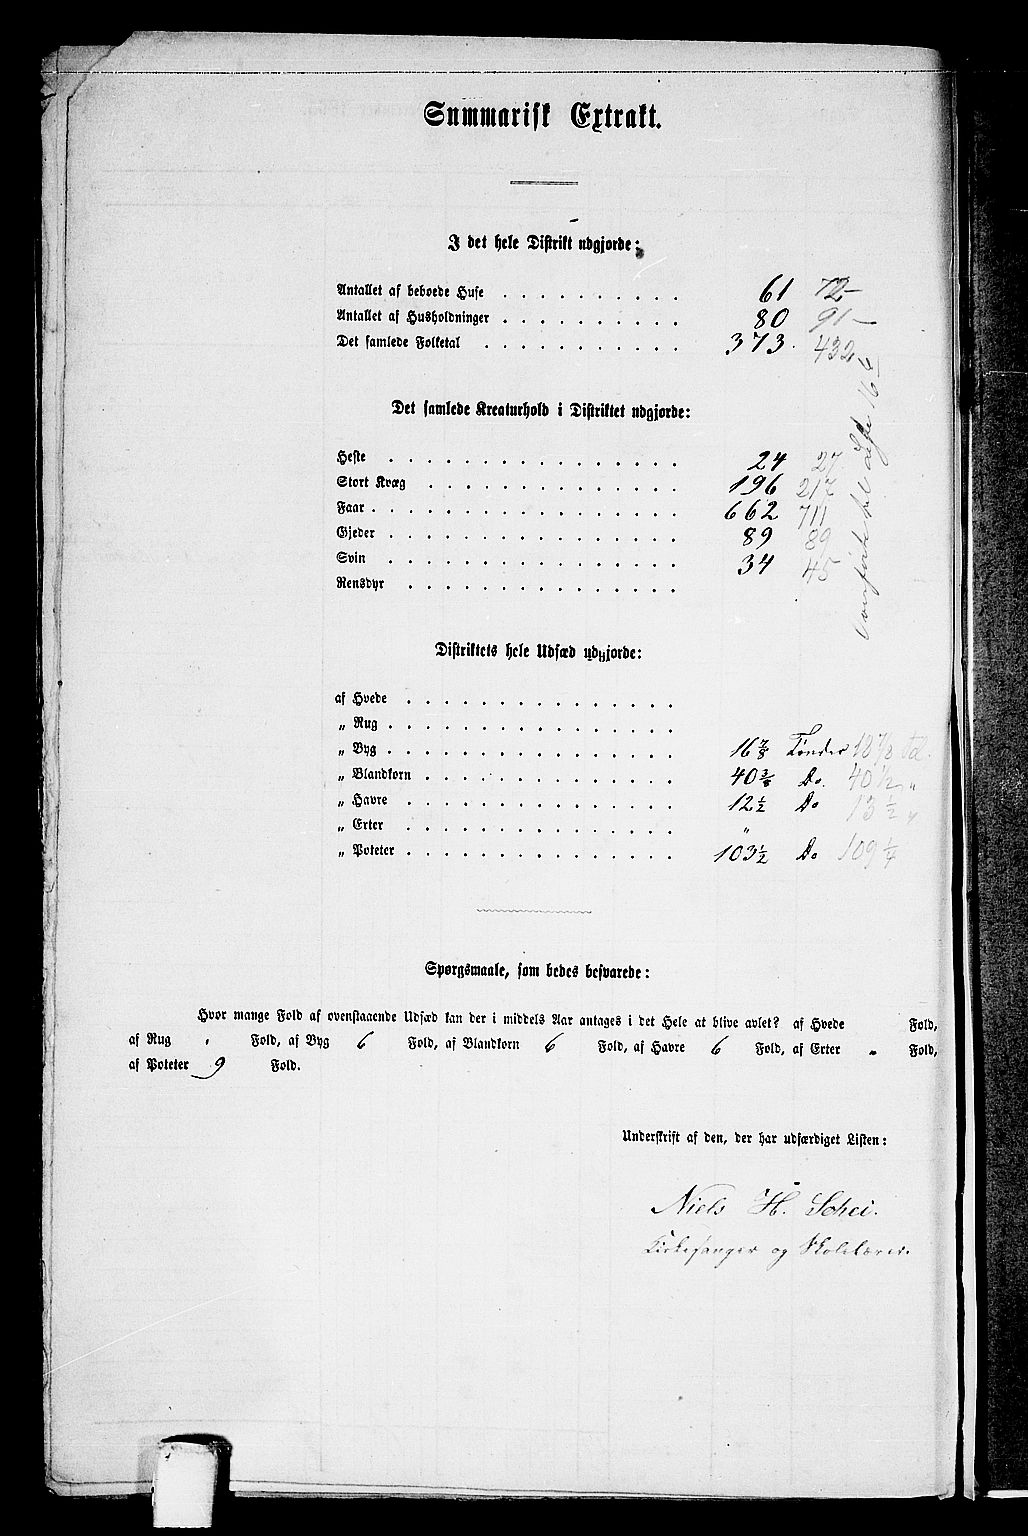 Summarisk Extrakt.
I det hele Distrikt udgjorde:
Antallet af beboede Huse . . . . . . . . . . 61 72-
Antallet af Husholdninger . . . . . . . . . . 80 91-
Det samlede Folketal . . . . . . . . . . . 373. 432-
Det samlede Kreaturhold i Distriktet udgjorde:
Heste . . . . . . . . . . . . . . . . 24 27
Stort Kvæg . . . . . . . . . . . . . . 196 217
Faar . . . . . . . . . . . . . . . . . 662 711
Gjeder . . . . . . . . . . . . . . . . 89 89
Svin . . . . . . . . . . . . . . . . 34 45
Rensdyr . . . . . . . . . . . . . . .
Distriktets hele Udsæd udgjorde:
af Hvede . . . . . . . . . . . . . . .
„ Rug . . . . . . . . . . . . . . . .
„ Byg . . . . . . . . . . . . . . . . 16 7/8 Tønder 18 7/8 Td.
„ Blandkorn . . . . . . . . . . . . . . 40 3/8 Do. 40 1/2 "
„ Havre . . . . . . . . . . . . . . . 12 1/2 Do 13 1/2 "
„ Erter . . . . . . . . . . . . . . . "
„ Poteter . . . . . . . . . . . . . . . 103 1/2 Do 109 1/4
Spørgsmaale, som bedes besvarede:
Hvor mange Fold af ovenstaaende Udsæd kan der i middels Aar antages i det Hele at blive avlet? af Hvede Fold,
af Rug " Fold, af Byg 6 Fold, af Blandkorn 6 Fold, af Havre 6 Fold, af Erter " Fold,
af Poteter 9 Fold.
Underskrift af den, der har udfærdiget Listen:
Niels H. Schei.
Kirkesanger og Skolelærer.